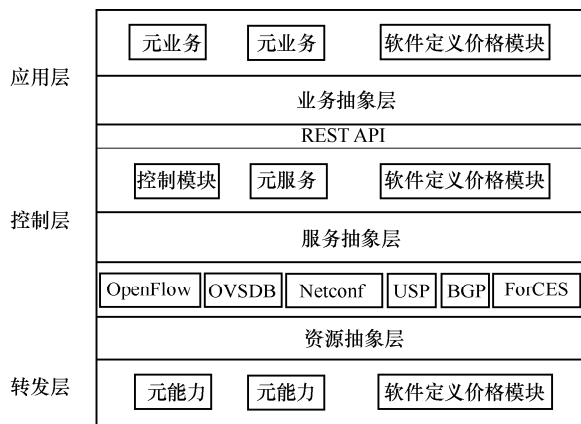 元业务 元业务 软件定义价格模块
应用层
业务抽象层
REST API
控制模块 元服务 软件定义价格模块
控制层
服务抽象层
OpenFlow OVSDB Netconf USP BGP ForCES
资源抽象层
转发层 元能力 元能力 软件定义价格模块